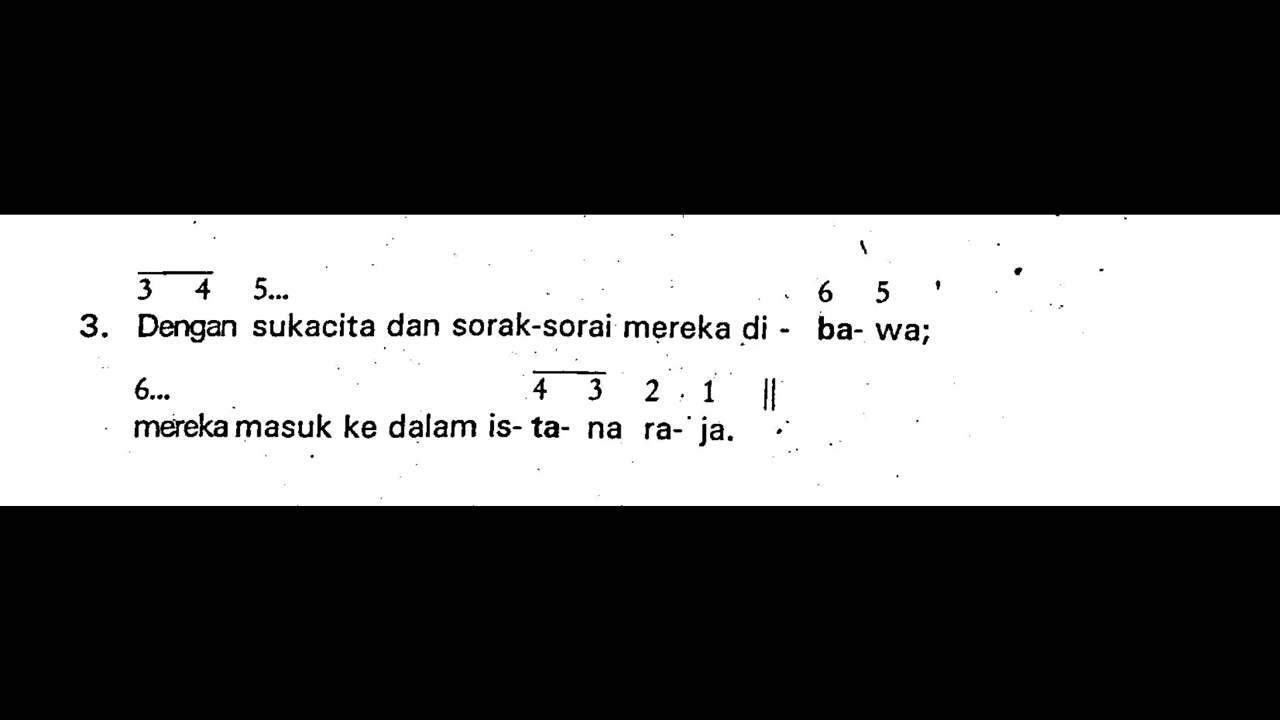 3 4 5... 6 5 '
3. Dengan sukacita dan sorak-sorai mereka di - ba- wa;
6... 4 3 2 1 ||
mereka masuk ke dalam is- ta- na ra- ja.